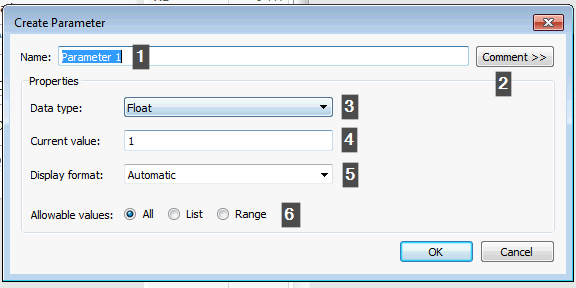 Create Parameter
Name: Parameter 1 1 Comment >>
2
Properties
Data type: Float 3
Current value: 1 4
Display format: Automatic 5
Allowable values: All List Range 6
OK Cancel